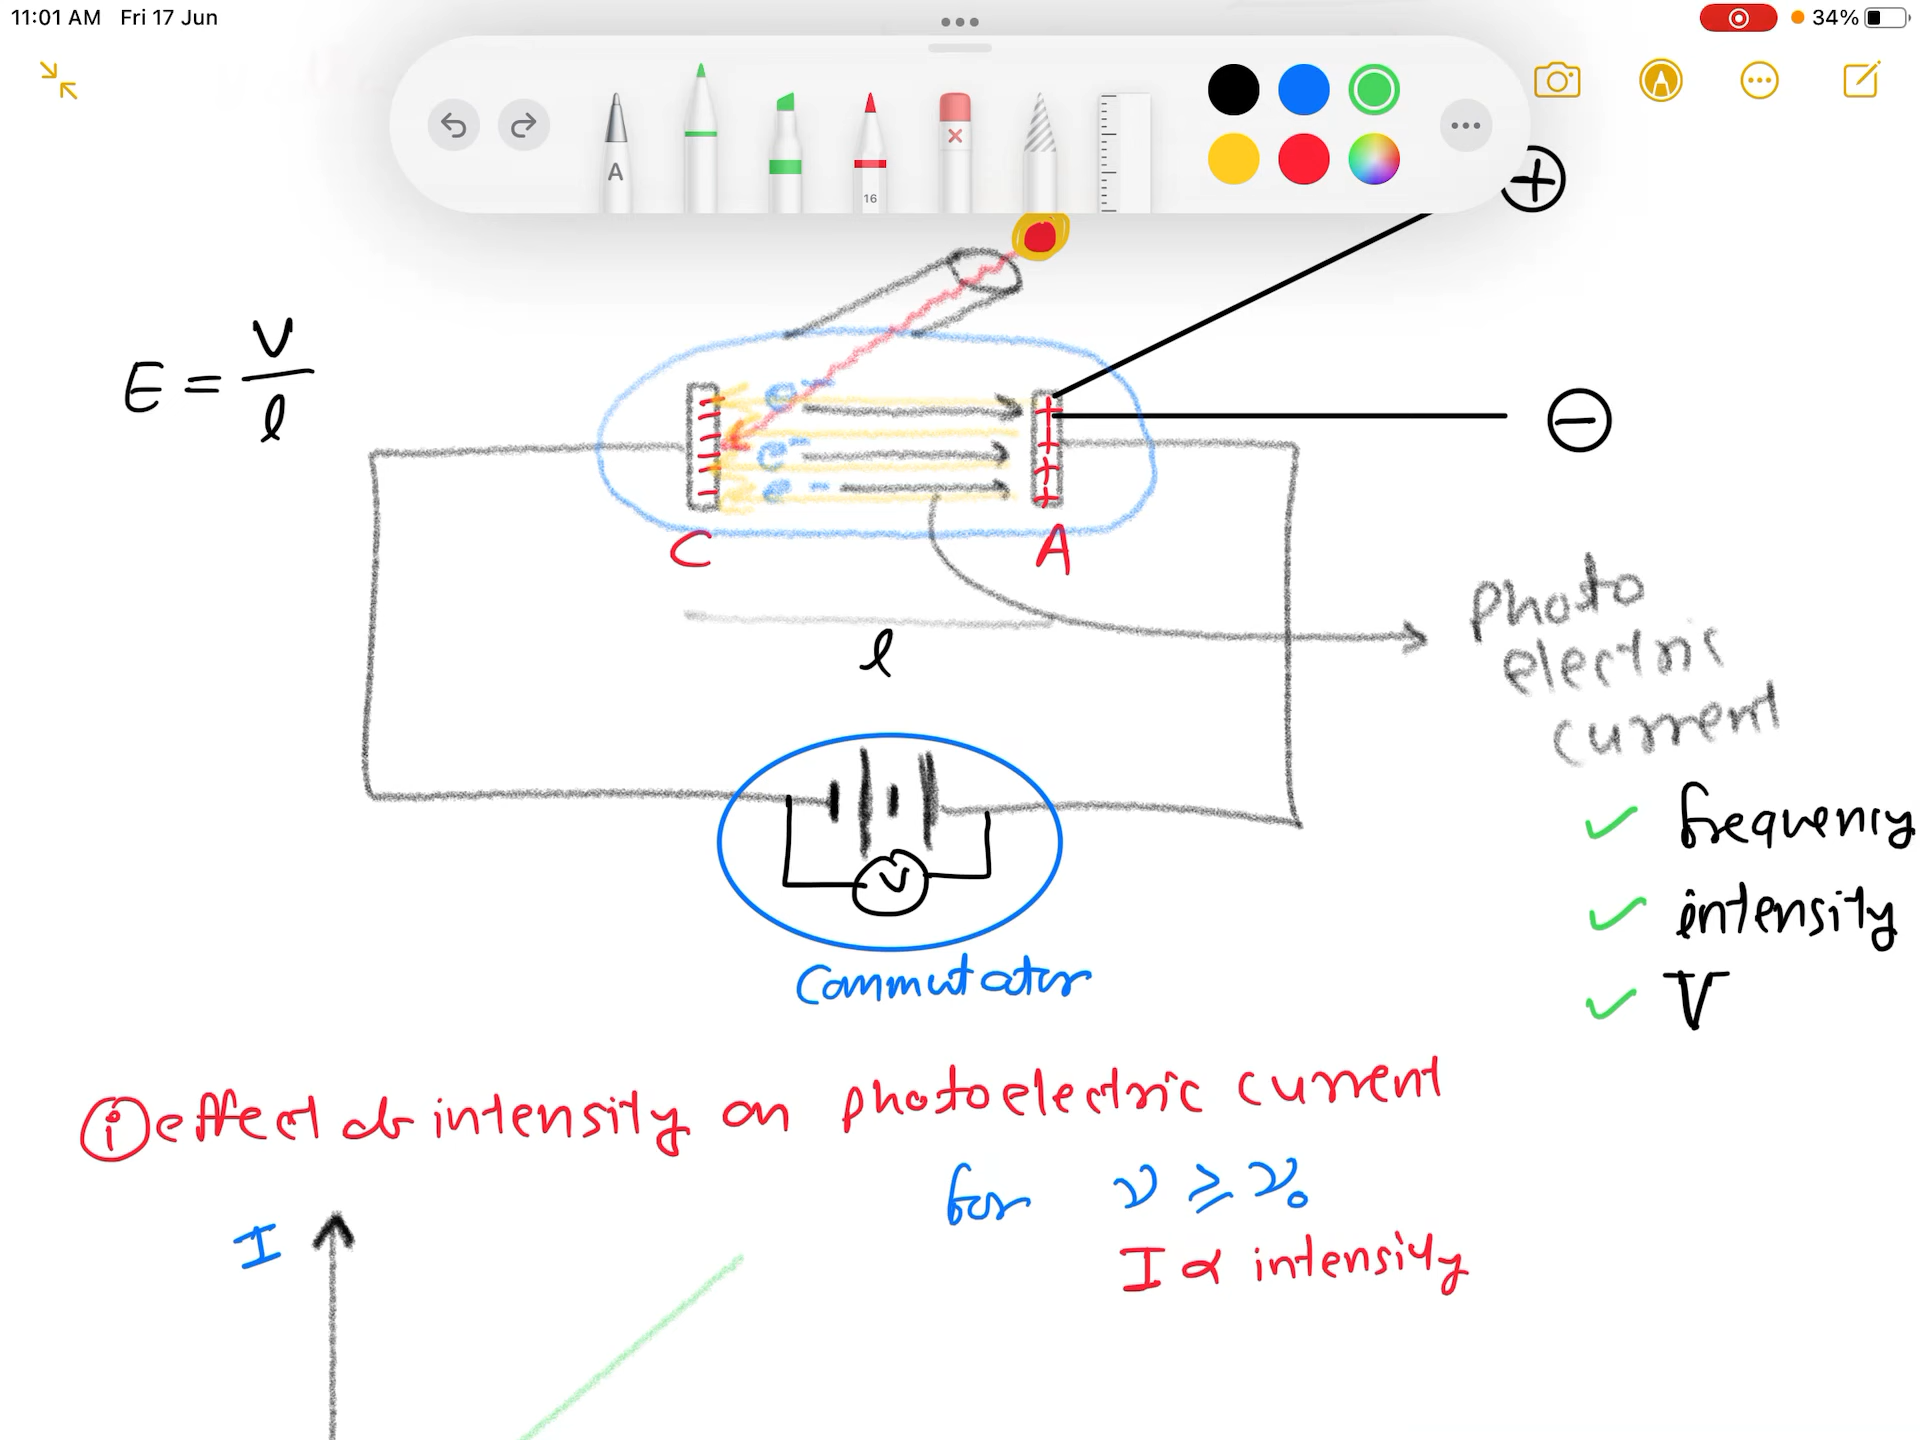 11:01 AM Fri 17 Jun
34%
A
16
+
E = V / l
e-
e-
e-
−
C
A
l
Photo
electric
current
V
✓ frequency
✓ intensity
✓ V
Commutator
(i) effect of intensity on photoelectric current
for ν ≥ ν₀
I
I α intensity